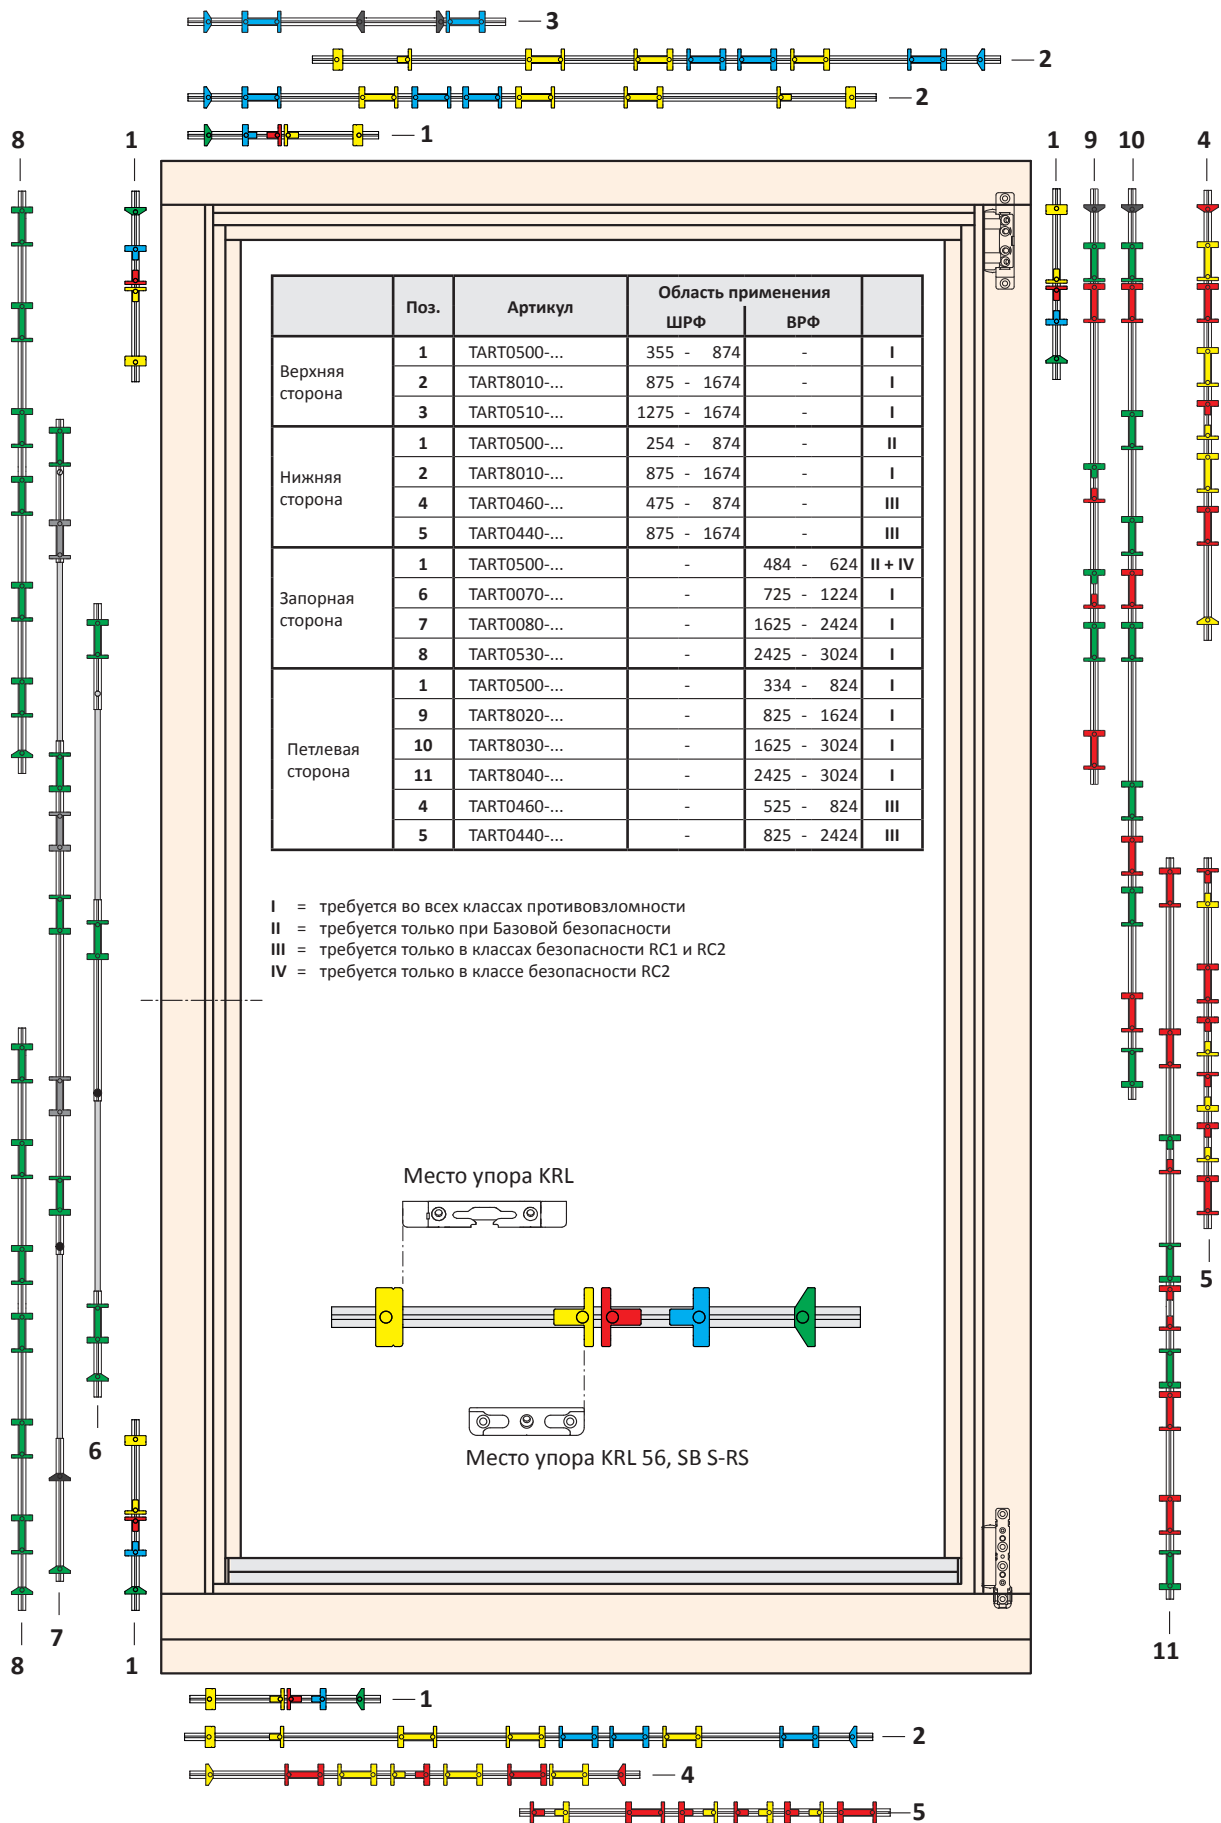 3
2
2
1
8 1 1 9 10 4
Поз. Артикул Область применения
ШРФ ВРФ
Верхняя сторона
1 TART0500-... 355 - 874 - I
2 TART8010-... 875 - 1674 - I
3 TART0510-... 1275 - 1674 - I
Нижняя сторона
1 TART0500-... 254 - 874 - II
2 TART8010-... 875 - 1674 - I
4 TART0460-... 475 - 874 - III
5 TART0440-... 875 - 1674 - III
Запорная сторона
1 TART0500-... - 484 - 624 II + IV
6 TART0070-... - 725 - 1224 I
7 TART0080-... - 1625 - 2424 I
8 TART0530-... - 2425 - 3024 I
Петлевая сторона
1 TART0500-... - 334 - 824 I
9 TART8020-... - 825 - 1624 I
10 TART8030-... - 1625 - 3024 I
11 TART8040-... - 2425 - 3024 I
4 TART0460-... - 525 - 824 III
5 TART0440-... - 825 - 2424 III
I = требуется во всех классах противовзломности
II = требуется только при Базовой безопасности
III = требуется только в классах безопасности RC1 и RC2
IV = требуется только в классе безопасности RC2
Место упора KRL
5
Место упора KRL 56, SB S-RS
6
7
8 1
11
1
2
4
5